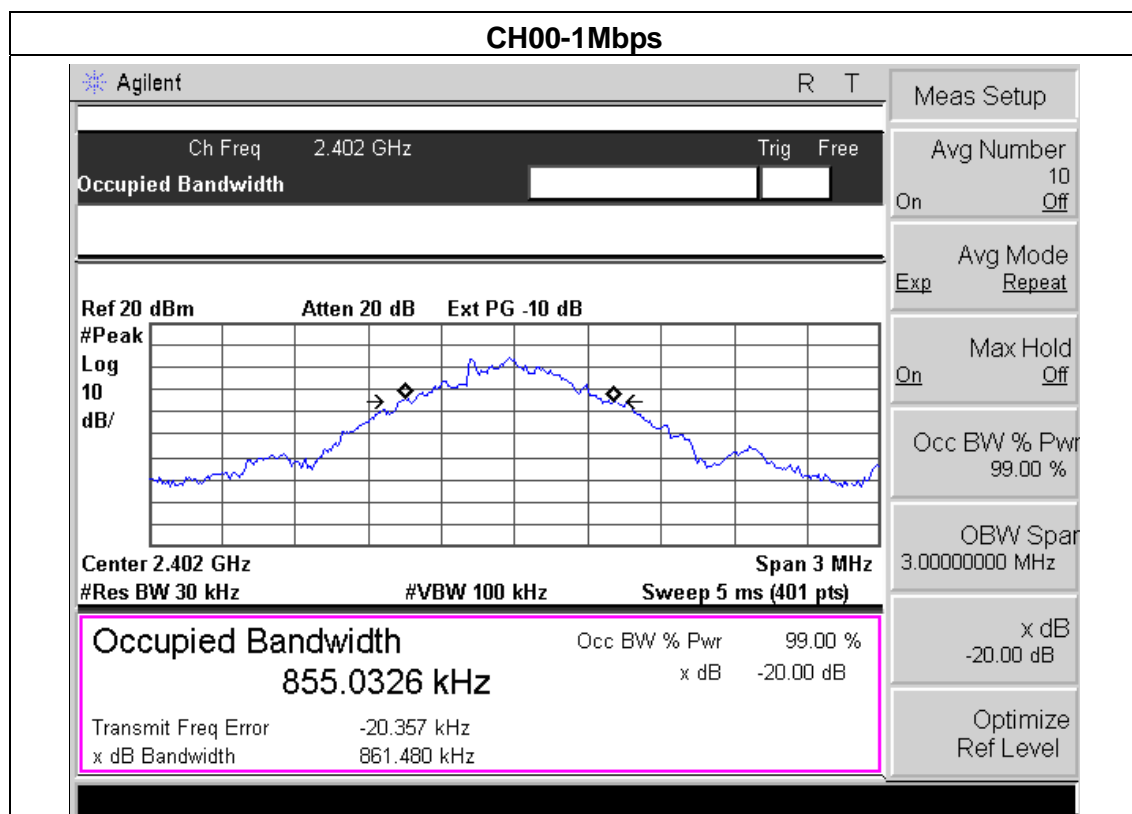 CH00-1Mbps
Agilent R T
Ch Freq 2.402 GHz Trig Free
Occupied Bandwidth
Ref 20 dBm Atten 20 dB Ext PG -10 dB
#Peak
Log
10
dB/
Center 2.402 GHz Span 3 MHz
#Res BW 30 kHz #VBW 100 kHz Sweep 5 ms (401 pts)
Occupied Bandwidth Occ BW % Pwr 99.00 %
855.0326 kHz x dB -20.00 dB
Transmit Freq Error -20.357 kHz
x dB Bandwidth 861.480 kHz
Meas Setup
Avg Number
10
On Off
Avg Mode
Exp Repeat
Max Hold
On Off
Occ BW % Pwr
99.00 %
OBW Span
3.00000000 MHz
x dB
-20.00 dB
Optimize
Ref Level